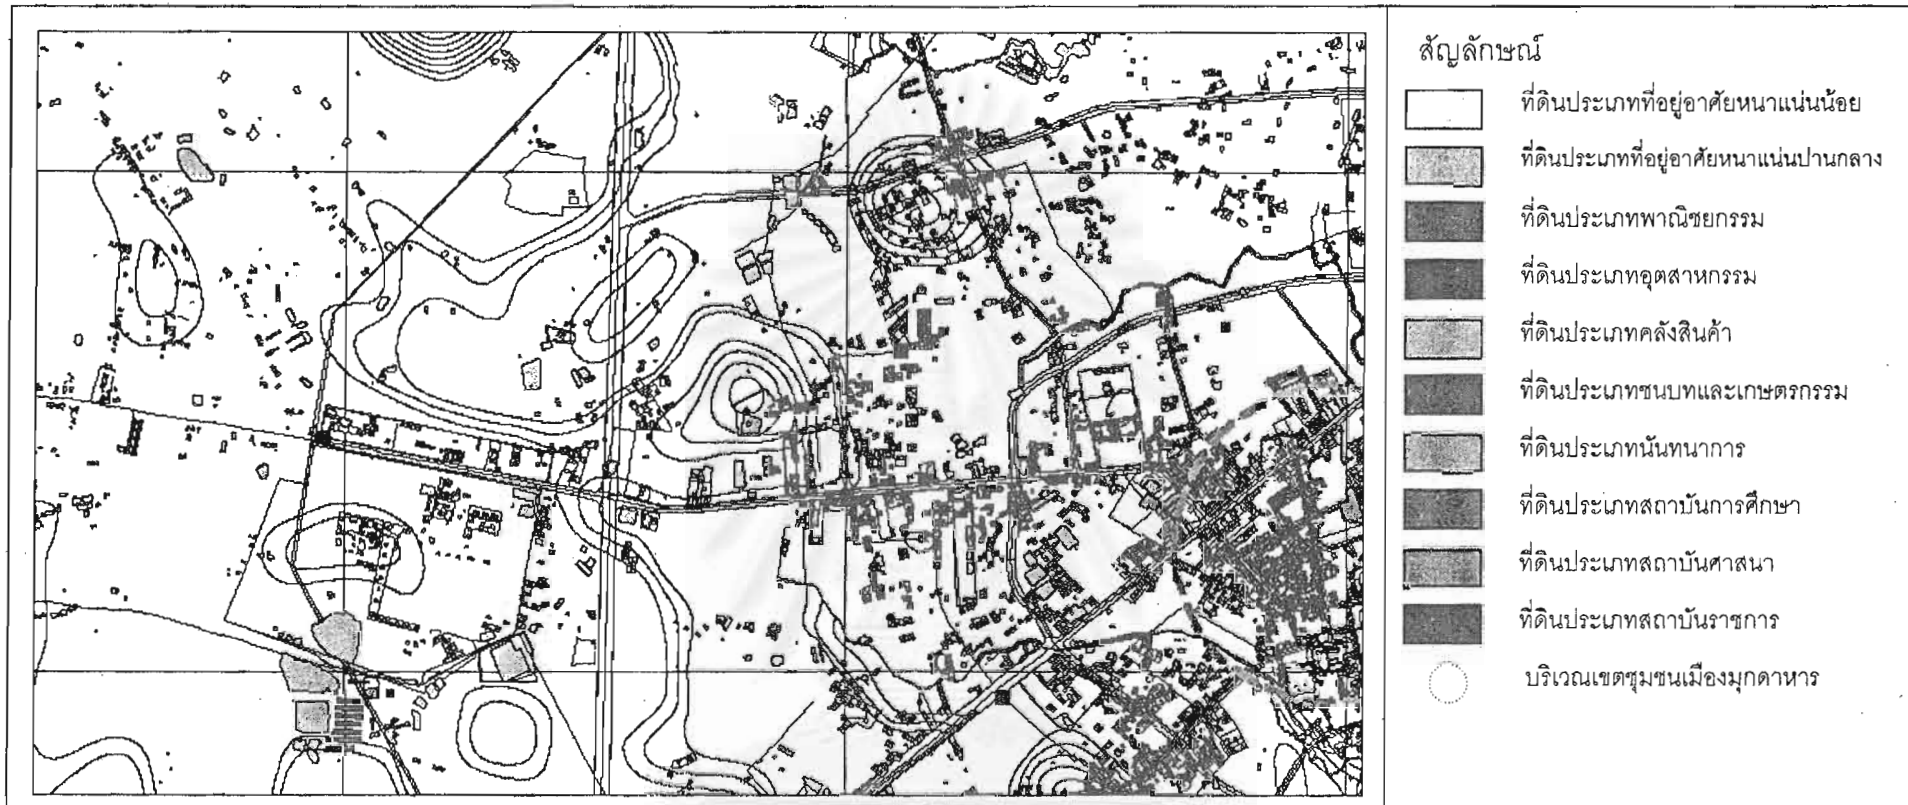 สัญลักษณ์
ที่ดินประเภทที่อยู่อาศัยหนาแน่นน้อย
ที่ดินประเภทที่อยู่อาศัยหนาแน่นปานกลาง
ที่ดินประเภทพาณิชยกรรม
ที่ดินประเภทอุตสาหกรรม
ที่ดินประเภทคลังสินค้า
ที่ดินประเภทชนบทและเกษตรกรรม
ที่ดินประเภทนันทนาการ
ที่ดินประเภทสถาบันการศึกษา
ที่ดินประเภทสถาบันศาสนา
ที่ดินประเภทสถาบันราชการ
บริเวณเขตชุมชนเมืองมุกดาหาร